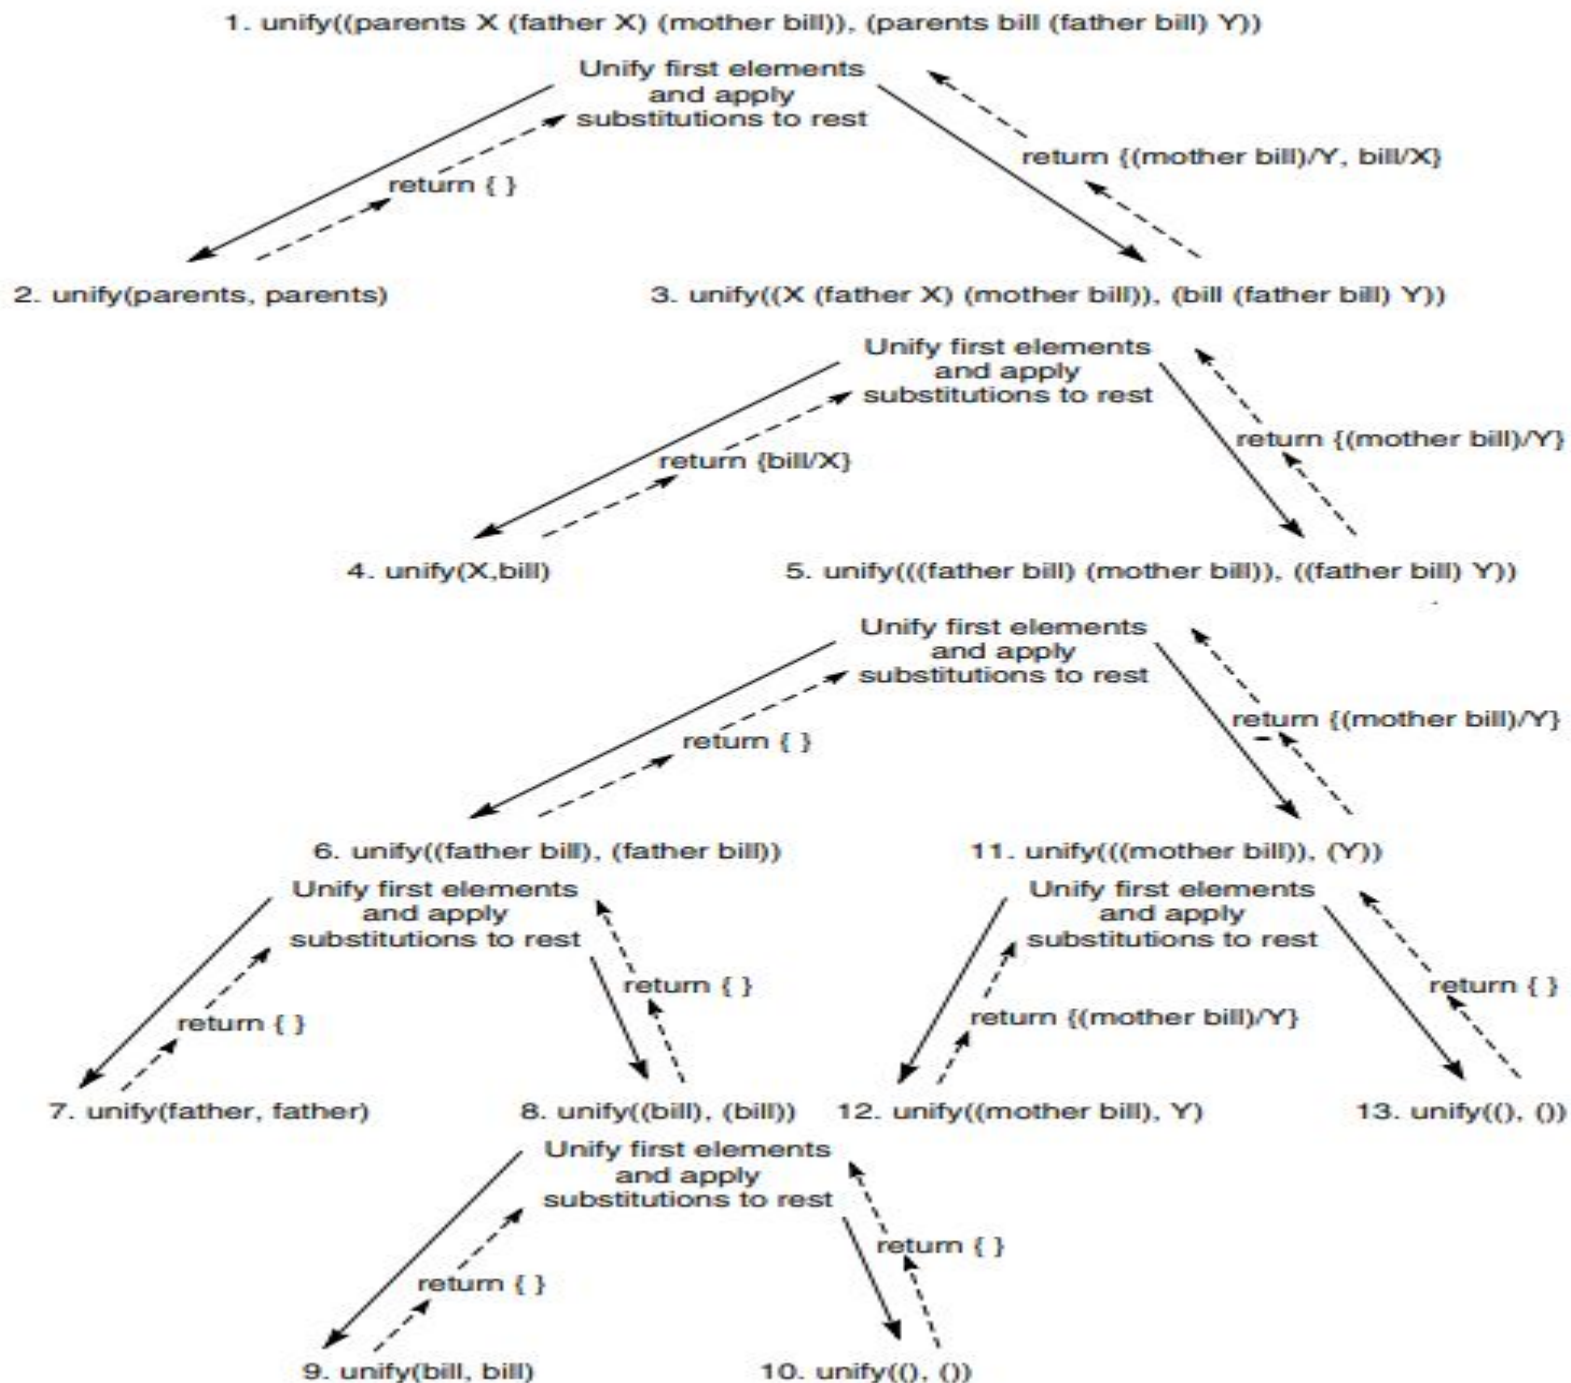 1. unify((parents X (father X) (mother bill)), (parents bill (father bill) Y))
Unify first elements
and apply
substitutions to rest
return {(mother bill)/Y, bill/X}
return { }
2. unify(parents, parents)
3. unify((X (father X) (mother bill)), (bill (father bill) Y))
Unify first elements
and apply
substitutions to rest
return {(mother bill)/Y}
return {bill/X}
4. unify(X,bill)
5. unify(((father bill) (mother bill)), ((father bill) Y))
Unify first elements
and apply
substitutions to rest
return {(mother bill)/Y}
return { }
6. unify((father bill), (father bill))
11. unify(((mother bill)), (Y))
Unify first elements
and apply
substitutions to rest
Unify first elements
and apply
substitutions to rest
return { }
return { }
return { }
return {(mother bill)/Y}
7. unify(father, father)
8. unify((bill), (bill))
12. unify((mother bill), Y)
13. unify((), ())
Unify first elements
and apply
substitutions to rest
return { }
return { }
9. unify(bill, bill)
10. unify((), ())